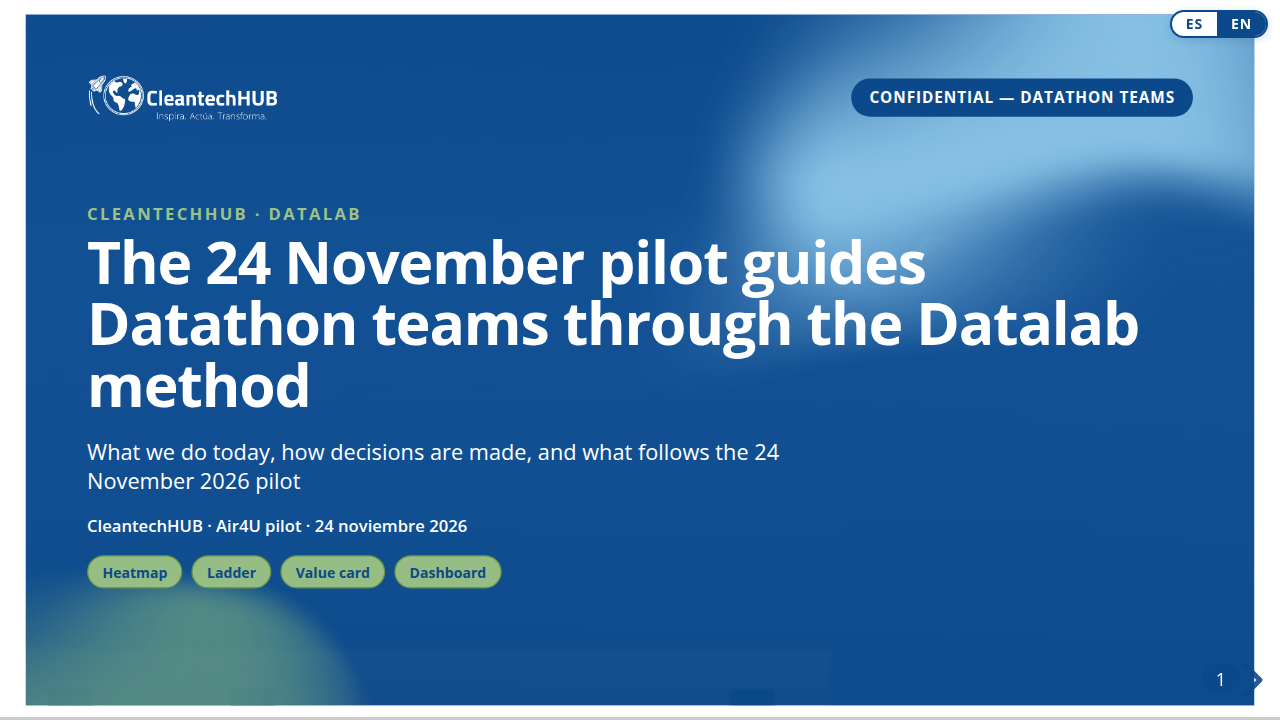 ES EN
CleantechHUB
Inspira. Actúa. Transforma.
CONFIDENTIAL — DATATHON TEAMS
CLEANTECHHUB · DATALAB
The 24 November pilot guides
Datathon teams through the Datalab
method
What we do today, how decisions are made, and what follows the 24
November 2026 pilot
CleantechHUB · Air4U pilot · 24 noviembre 2026
Heatmap Ladder Value card Dashboard
1